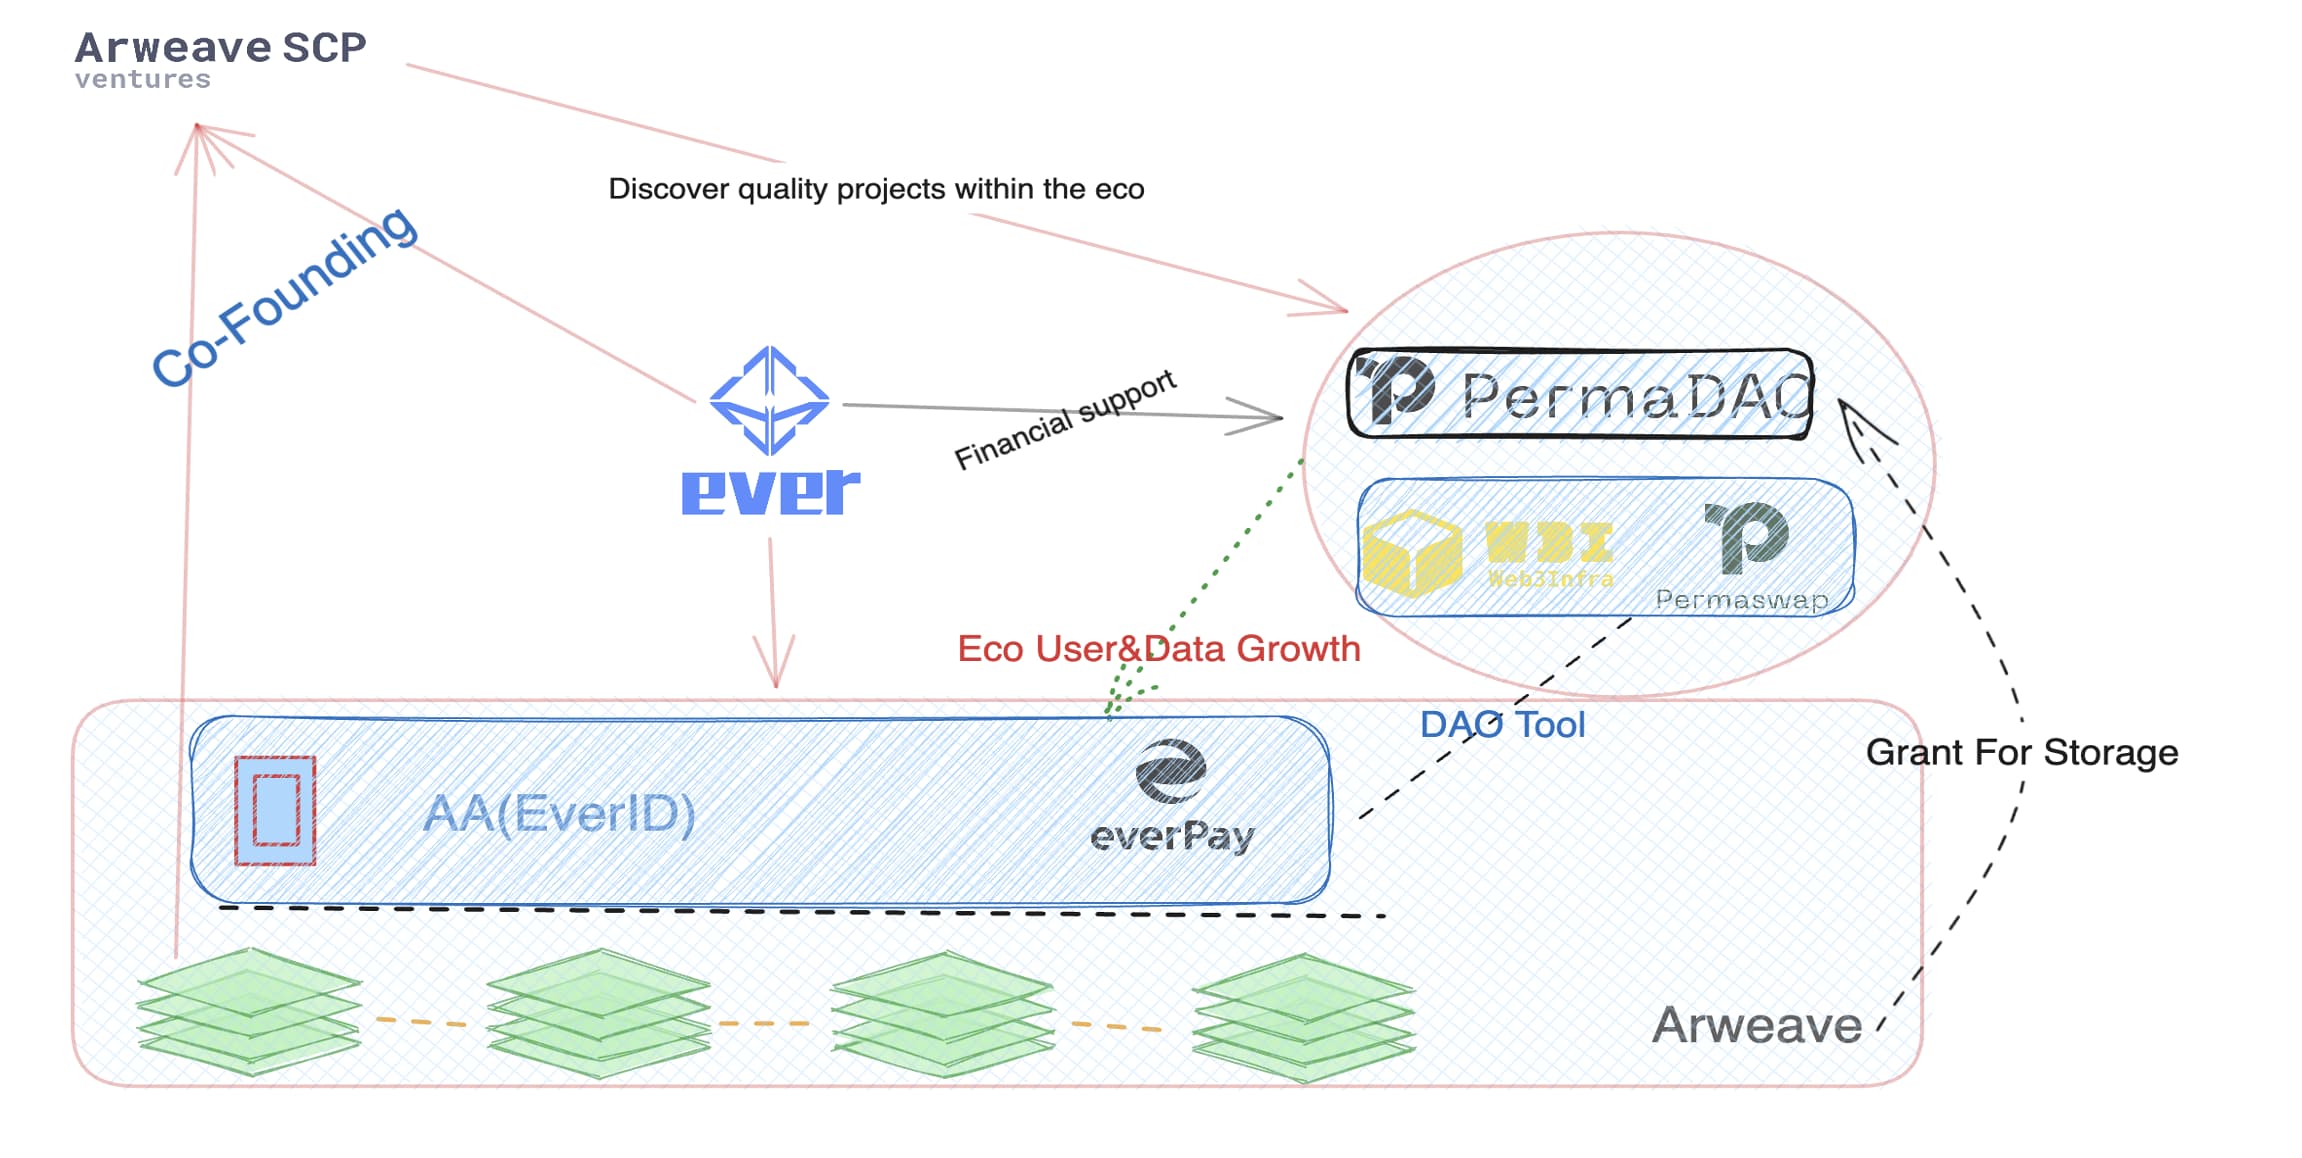 Arweave SCP
ventures
Discover quality projects within the eco
Co-Founding
ever
Financial support
PermaDAO
WBI
Web3Infra
Permaswap
Eco User&Data Growth
DAO Tool
Grant For Storage
AA(EverID)
everPay
Arweave